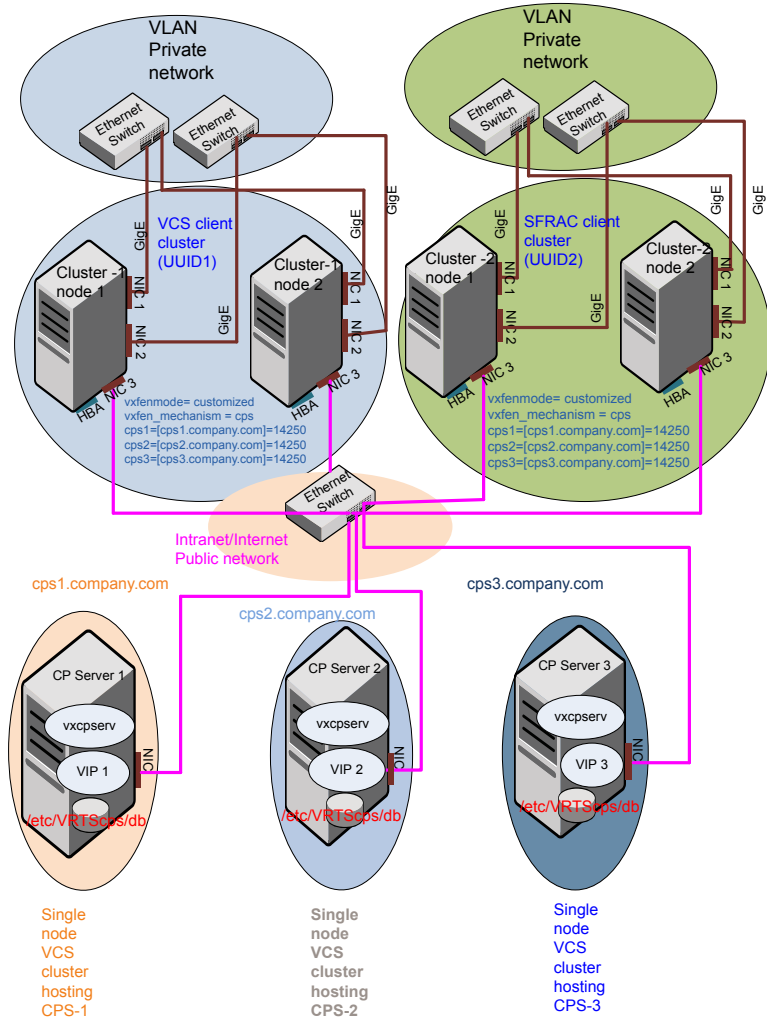 VLAN
Private
network
VLAN
Private
network
Ethernet
Switch
Ethernet
Switch
Ethernet
Switch
Ethernet
Switch
GigE
GigE
GigE
GigE
GigE
GigE
GigE
GigE
VCS client
cluster
(UUID1)
SFRAC client
cluster
(UUID2)
Cluster -1
node 1
Cluster-1
node 2
Cluster -2
node 1
Cluster-2
node 2
NIC 1
NIC 2
NIC 3
HBA
NIC 1
NIC 2
NIC 3
HBA
NIC 1
NIC 2
NIC 3
HBA
NIC 1
NIC 2
NIC 3
HBA
vxfenmode= customized
vxfen_mechanism = cps
cps1=[cps1.company.com]=14250
cps2=[cps2.company.com]=14250
cps3=[cps3.company.com]=14250
vxfenmode= customized
vxfen_mechanism = cps
cps1=[cps1.company.com]=14250
cps2=[cps2.company.com]=14250
cps3=[cps3.company.com]=14250
Ethernet
Switch
Intranet/Internet
Public network
cps1.company.com
cps2.company.com
cps3.company.com
CP Server 1
vxcpserv
VIP 1
NIC
/etc/VRTScps/db
CP Server 2
vxcpserv
VIP 2
NIC
/etc/VRTScps/db
CP Server 3
vxcpserv
VIP 3
NIC
/etc/VRTScps/db
Single
node
VCS
cluster
hosting
CPS-1
Single
node
VCS
cluster
hosting
CPS-2
Single
node
VCS
cluster
hosting
CPS-3